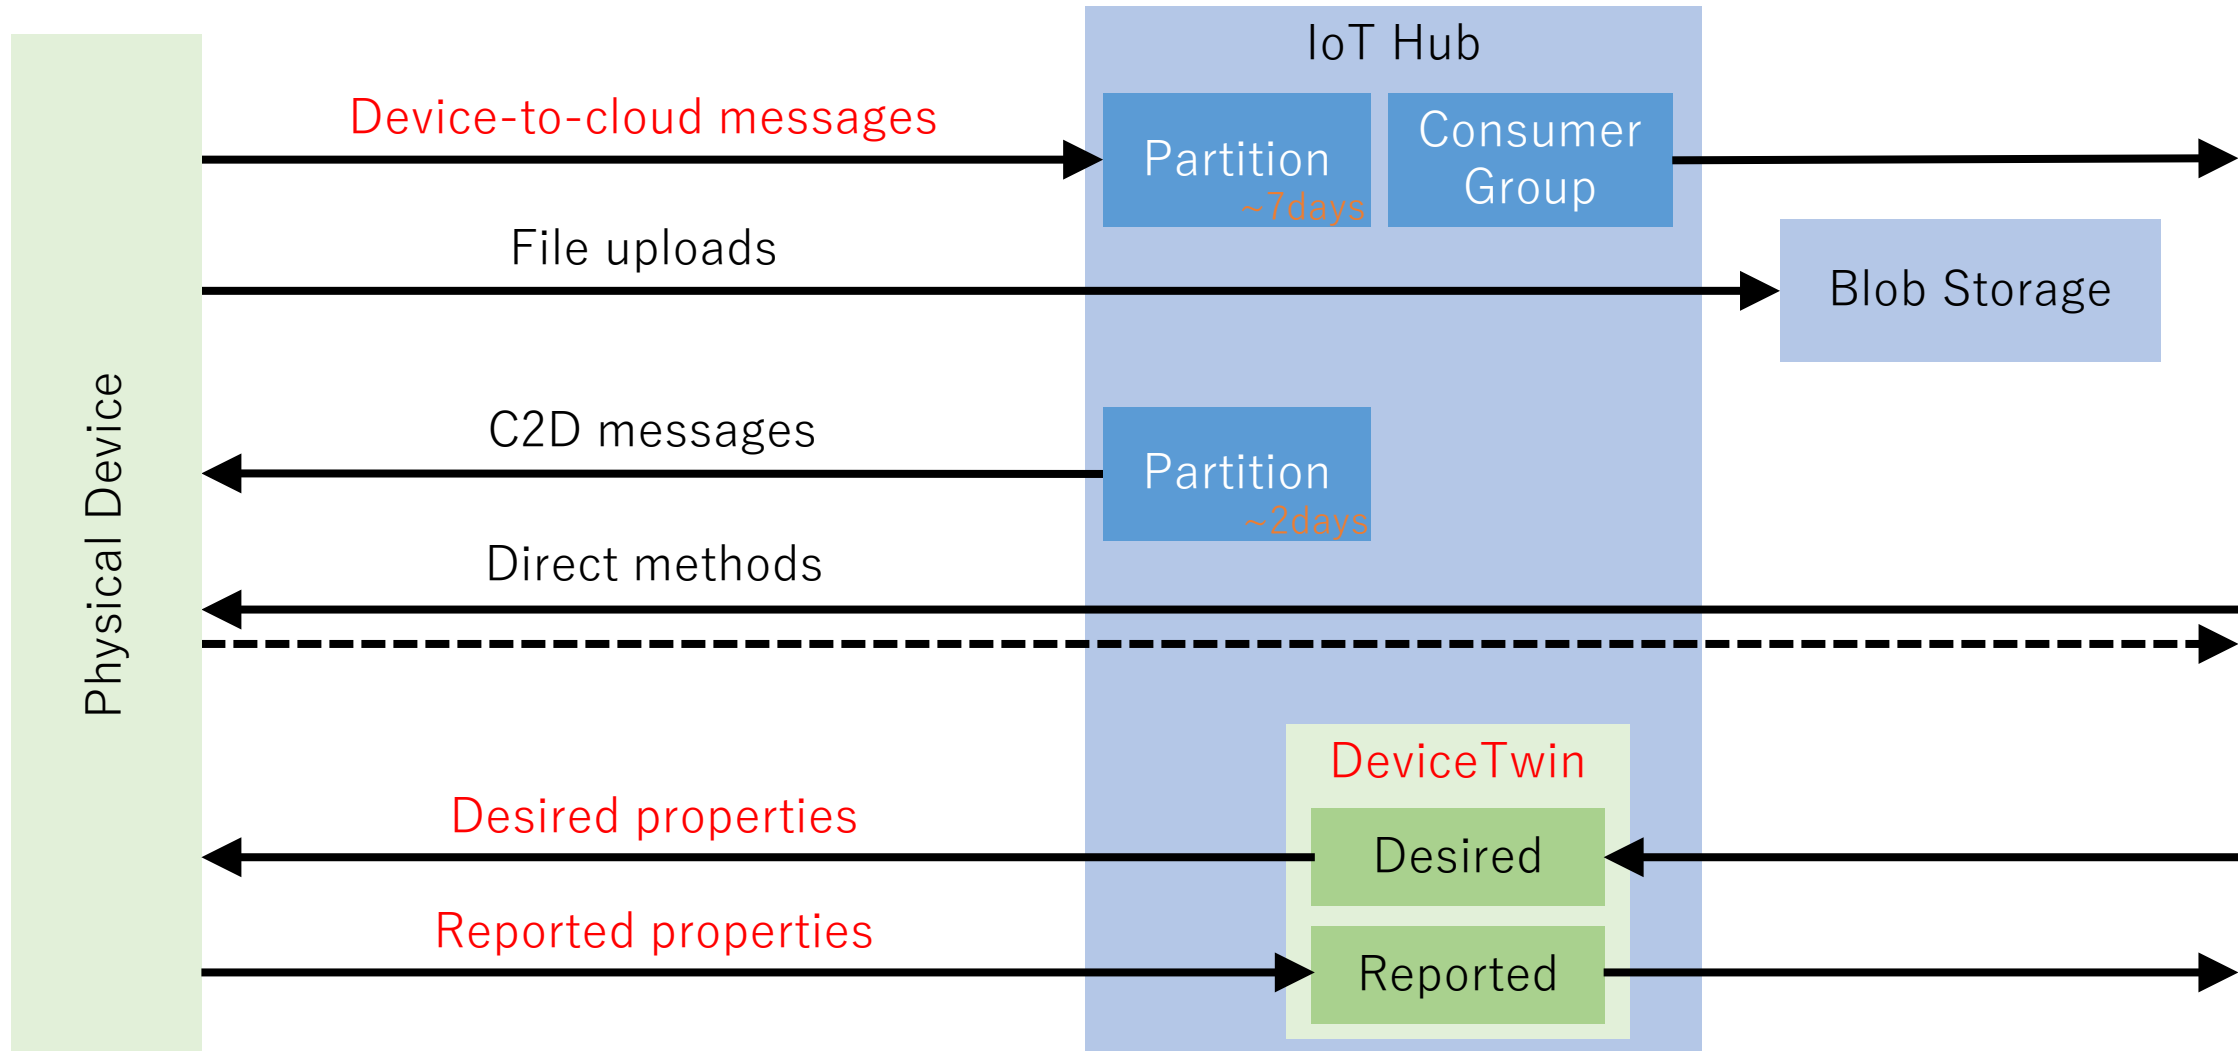 IoT Hub
Device-to-cloud messages
Partition
~7days
Consumer
Group
File uploads
Blob Storage
Physical Device
C2D messages
Partition
~2days
Direct methods
DeviceTwin
Desired properties
Desired
Reported properties
Reported